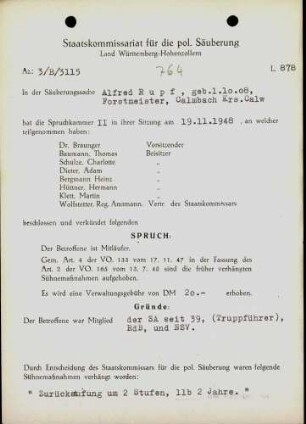 Staatskommissariat für die pol. Säuberung
Land Württemberg-Hohenzollern
Az.: 3/H/3115 764 L 878
In der Säuberungssache Alfred Rupf, geb.1.10.08,
Forstmeister, Calmbach Krs.Calw
hat die Spruchkammer II in ihrer Sitzung am 19.11.1948, an welcher
teilgenommen haben:
Dr. Braunger Vorsitzender
Baumann, Thomas Beisitzer
Schulze, Charlotte „
Dieter, Adam „
Bergmann Heinz „
Hüttner, Hermann „
Klett, Martin „
Wolfstetter, Reg. Amtmann. Vertr. des Staatskommissars
beschlossen und verkündet folgenden
SPRUCH:
Der Betroffene ist Mitläufer.
Gem. Art. 4 der VO. 133 vom 17. 11. 47 in der Fassung des
Art. 2 der VO. 165 vom 13. 7. 48 sind die früher verhängten
Sühnemaßnahmen aufgehoben.
Es wird eine Verwaltungsgebühr von DM 20.- erhoben.
Gründe:
Der Betroffene war Mitglied der SA seit 39, (Truppführer),
RdB, und NSV.
Durch Entscheidung des Staatskommissars für die pol. Säuberung waren folgende
Sühnemaßnahmen verhängt worden:
" Zurückstufung um 2 Stufen, 11b 2 Jahre. "